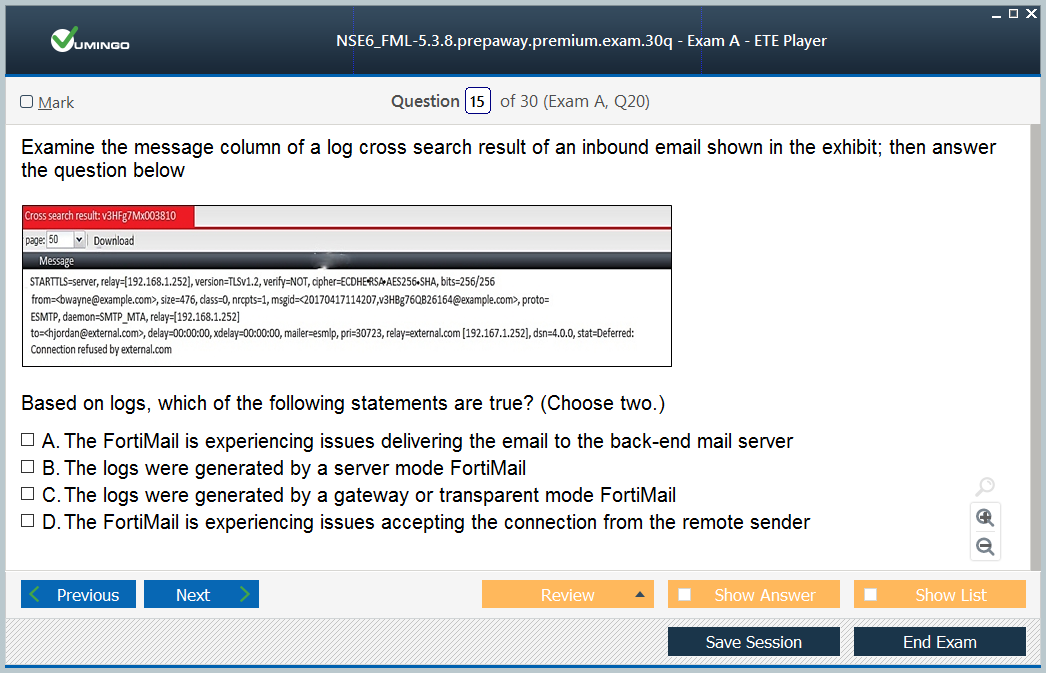 VUMINGO
NSE6_FML-5.3.8.prepaway.premium.exam.30q - Exam A - ETE Player
Mark
Question 15 of 30 (Exam A, Q20)
Examine the message column of a log cross search result of an inbound email shown in the exhibit; then answer
the question below
Cross search result: v3HFg7Mx003810
page: 50 Download
Message
STARTTLS=server, relay=[192.168.1.252], version=TLSv1.2, verify=NOT, cipher=ECDHE-RSA-AES256-SHA, bits=256/256
from=<bwayne@example.com>, size=476, class=0, nrcpts=1, msgid=<20170417114207,v3HBg76QB26164@example.com>, proto=
ESMTP, daemon=SMTP_MTA, relay=[192.168.1.252]
to=<hjordan@external.com>, delay=00:00:00, xdelay=00:00:00, mailer=esmlp, pri=30723, relay=external.com [192.167.1.252], dsn=4.0.0, stat=Deferred:
Connection refused by external.com
Based on logs, which of the following statements are true? (Choose two.)
A. The FortiMail is experiencing issues delivering the email to the back-end mail server
B. The logs were generated by a server mode FortiMail
C. The logs were generated by a gateway or transparent mode FortiMail
D. The FortiMail is experiencing issues accepting the connection from the remote sender
Previous Next Review Show Answer Show List
Save Session End Exam